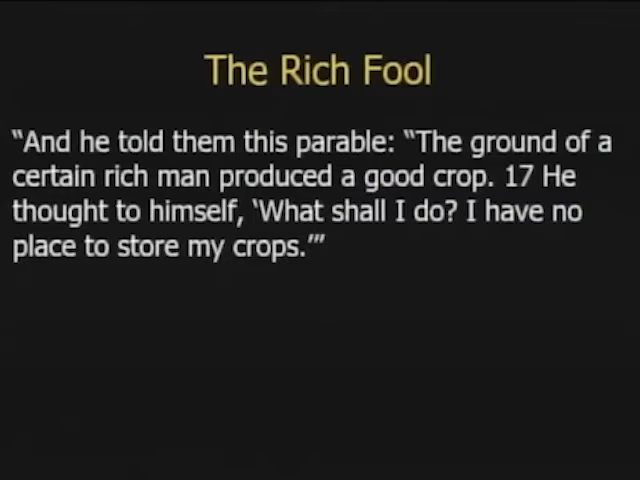 The Rich Fool
“And he told them this parable: “The ground of a
certain rich man produced a good crop. 17 He
thought to himself, ‘What shall I do? I have no
place to store my crops.’”